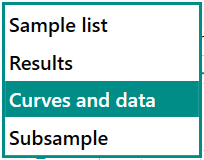 Sample list
Results
Curves and data
Subsample